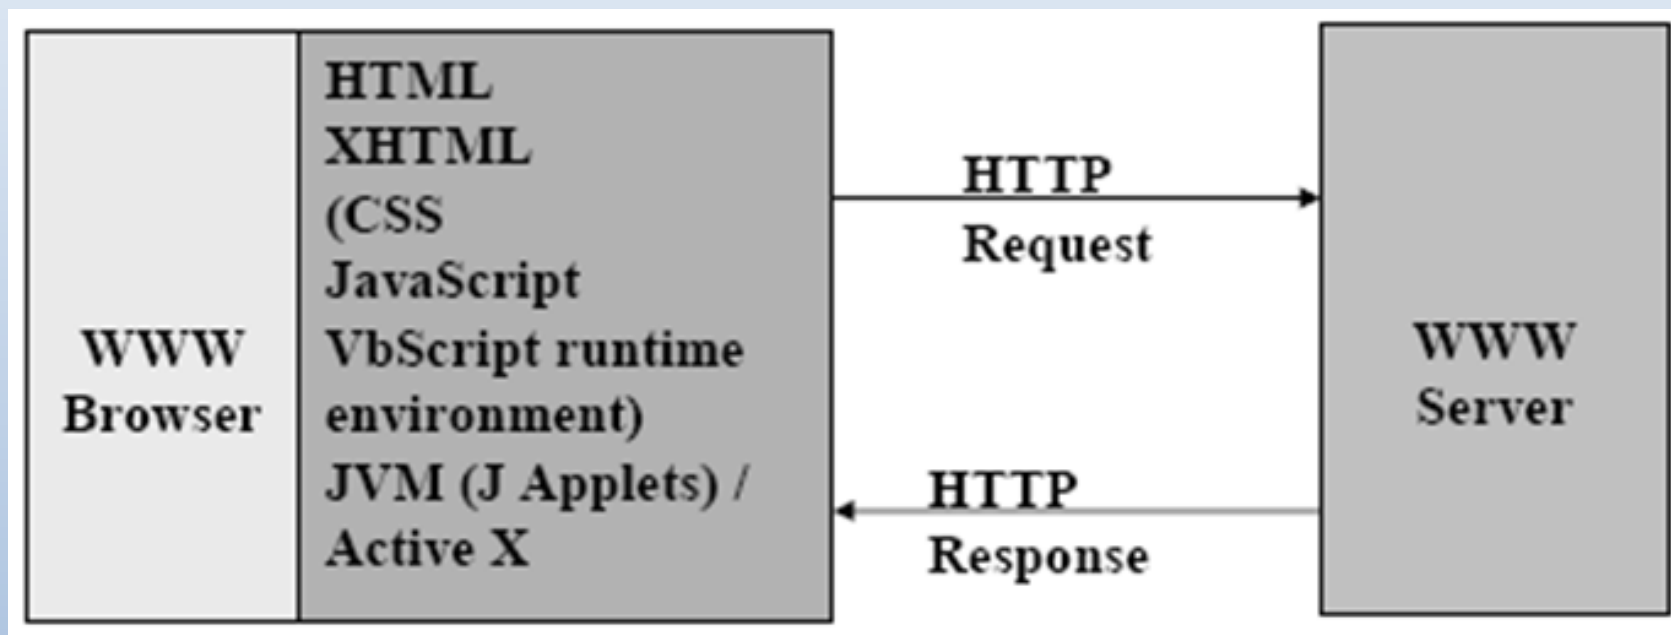 WWW
Browser
HTML
XHTML
(CSS
JavaScript
VbScript runtime
environment)
JVM (J Applets) /
Active X
HTTP
Request
HTTP
Response
WWW
Server